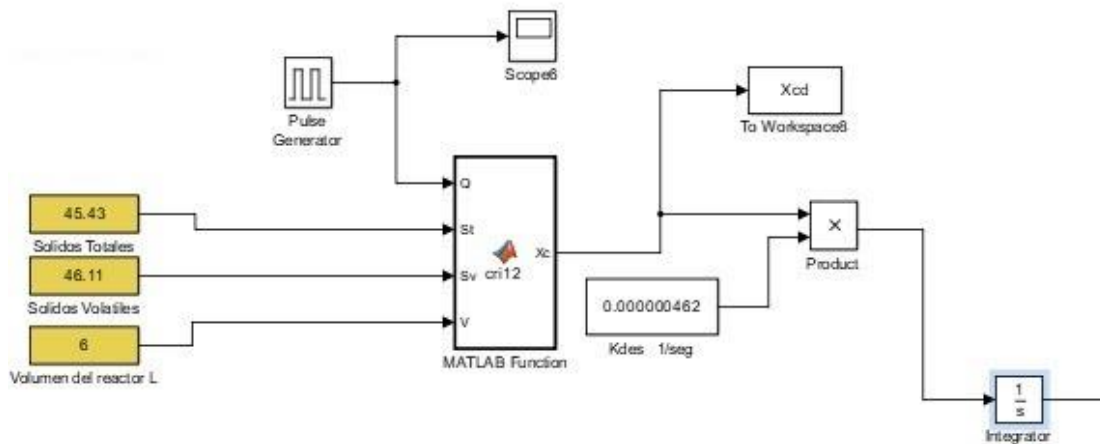 Scope6
Pulse
Generator
Xcd
To Workspace8
Q
45.43
St
Solidos Totales
Xc
cri12
46.11
Sv
Solidos Volatiles
X
Product
0.000000462
Kdes 1/seg
6
V
Volumen del reactor L
MATLAB Function
1
s
Integrator